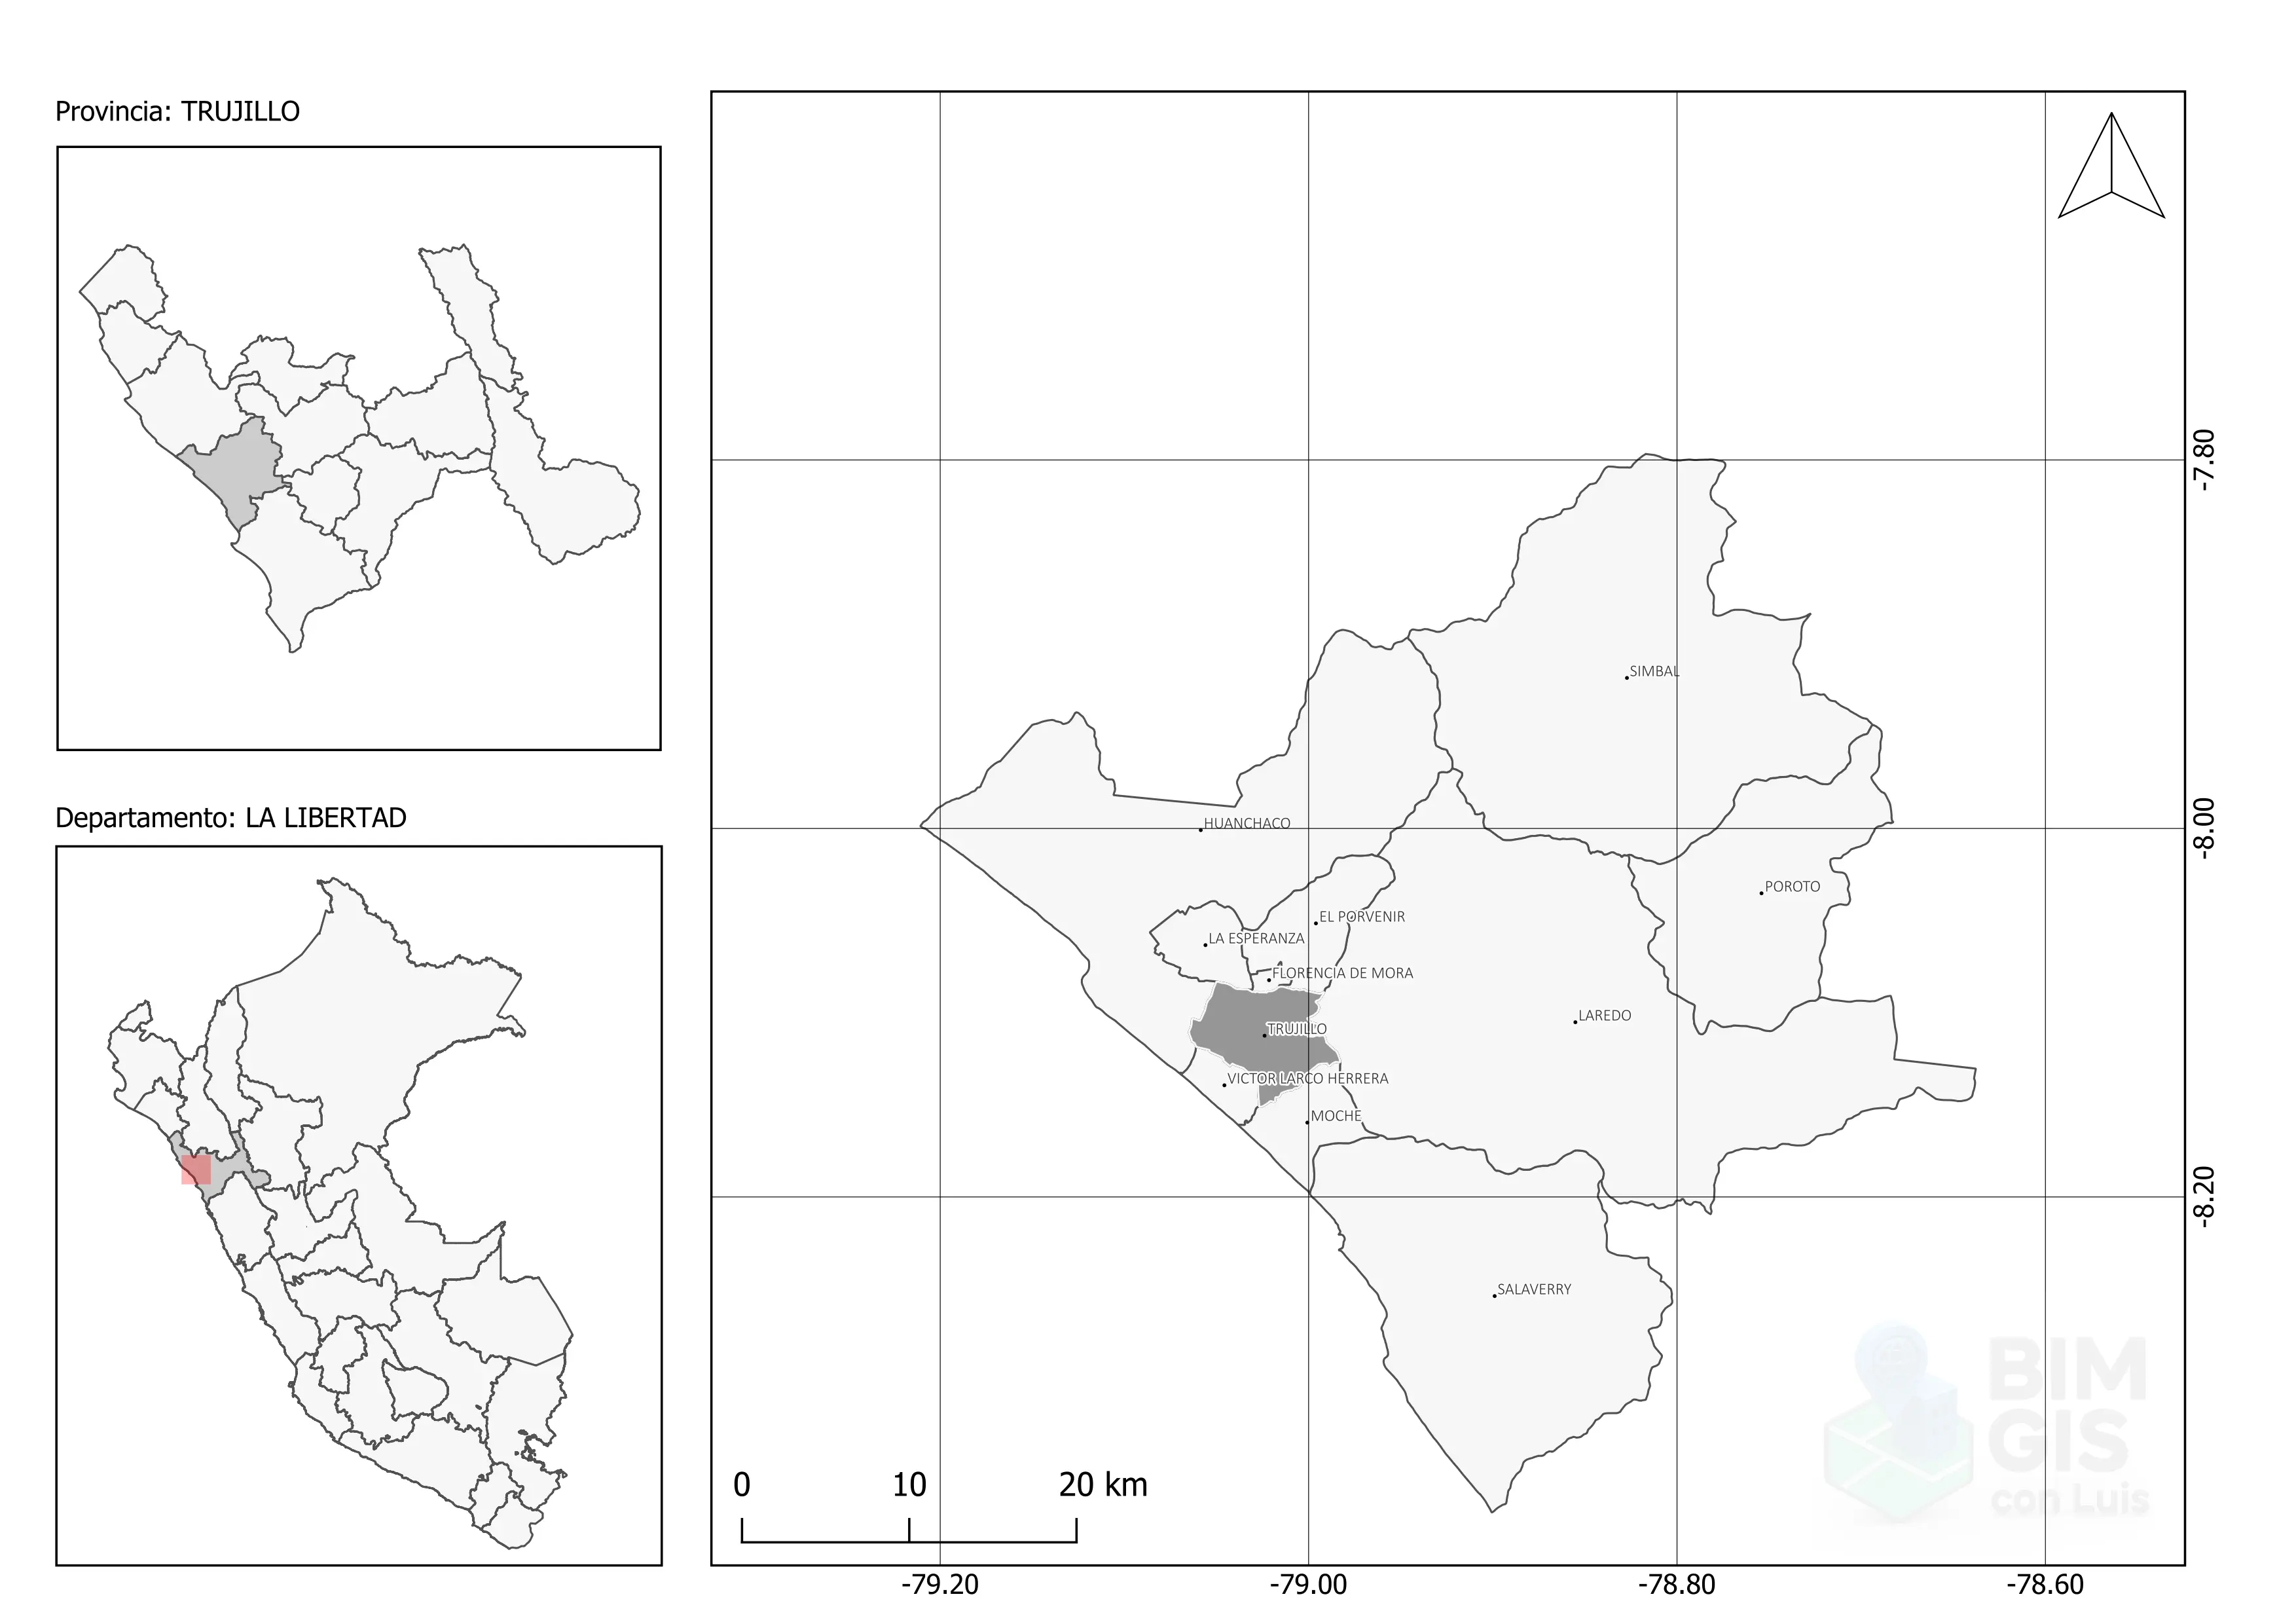 Provincia: TRUJILLO
Departamento: LA LIBERTAD
SIMBAL
HUANCHACO
POROTO
EL PORVENIR
LA ESPERANZA
FLORENCIA DE MORA
LAREDO
TRUJILLO
VICTOR LARCO HERRERA
MOCHE
SALAVERRY
-7.80
-8.00
-8.20
BIM
GIS
con Luis
0 10 20 km
-79.20 -79.00 -78.80 -78.60